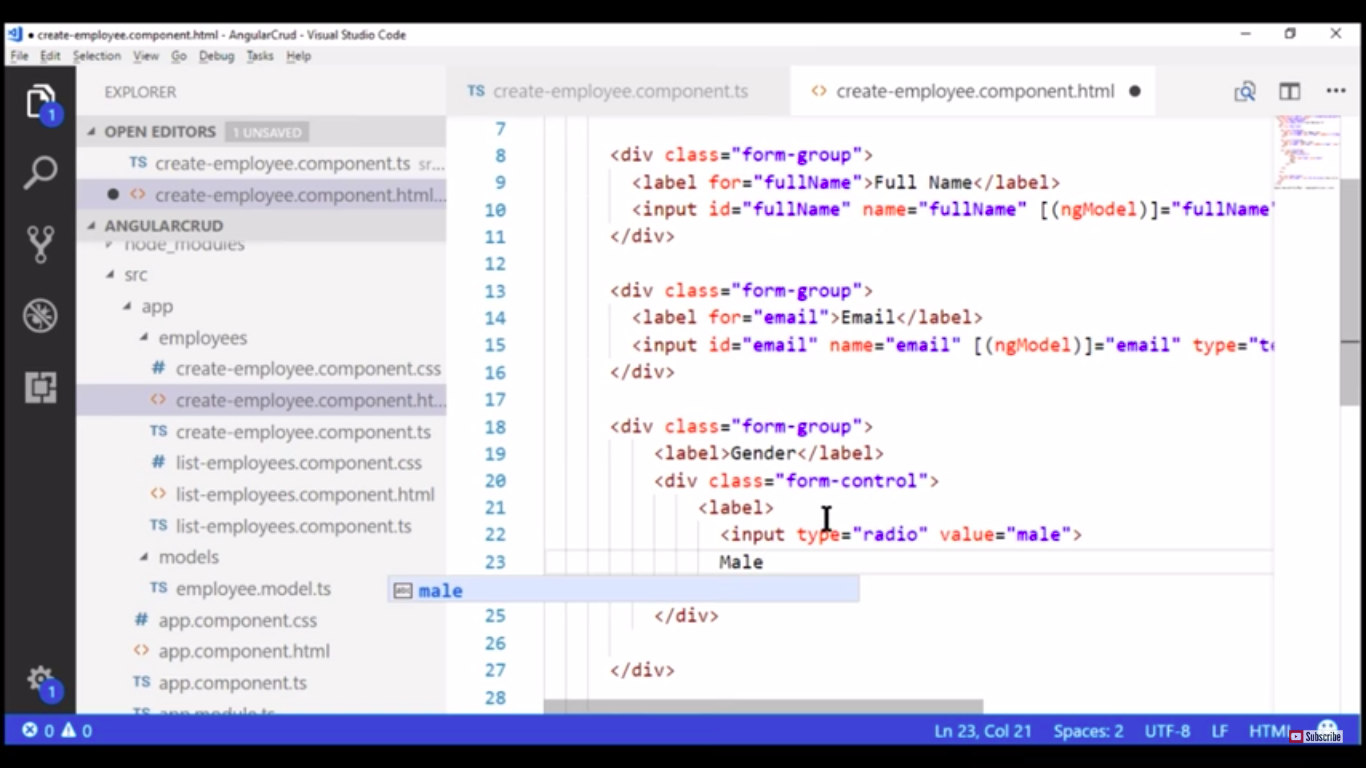 create-employee.component.html - AngularCrud - Visual Studio Code
File Edit Selection View Go Debug Tasks Help
EXPLORER
TS create-employee.component.ts
<> create-employee.component.html
OPEN EDITORS 1 UNSAVED
TS create-employee.component.ts sr...
<> create-employee.component.html...
ANGULARCRUD
node_modules
src
app
employees
# create-employee.component.css
<> create-employee.component.ht...
TS create-employee.component.ts
# list-employees.component.css
<> list-employees.component.html
TS list-employees.component.ts
models
TS employee.model.ts
# app.component.css
<> app.component.html
TS app.component.ts
TS app.module.ts
1
1
7
8 <div class="form-group">
9 <label for="fullName">Full Name</label>
10 <input id="fullName" name="fullName" [(ngModel)]="fullName"
11 </div>
12
13 <div class="form-group">
14 <label for="email">Email</label>
15 <input id="email" name="email" [(ngModel)]="email" type="te
16 </div>
17
18 <div class="form-group">
19 <label>Gender</label>
20 <div class="form-control">
21 <label>
22 <input type="radio" value="male">
23 Male
abc male
25 </div>
26
27 </div>
28
0 0 Ln 23, Col 21 Spaces: 2 UTF-8 LF HTML
Subscribe